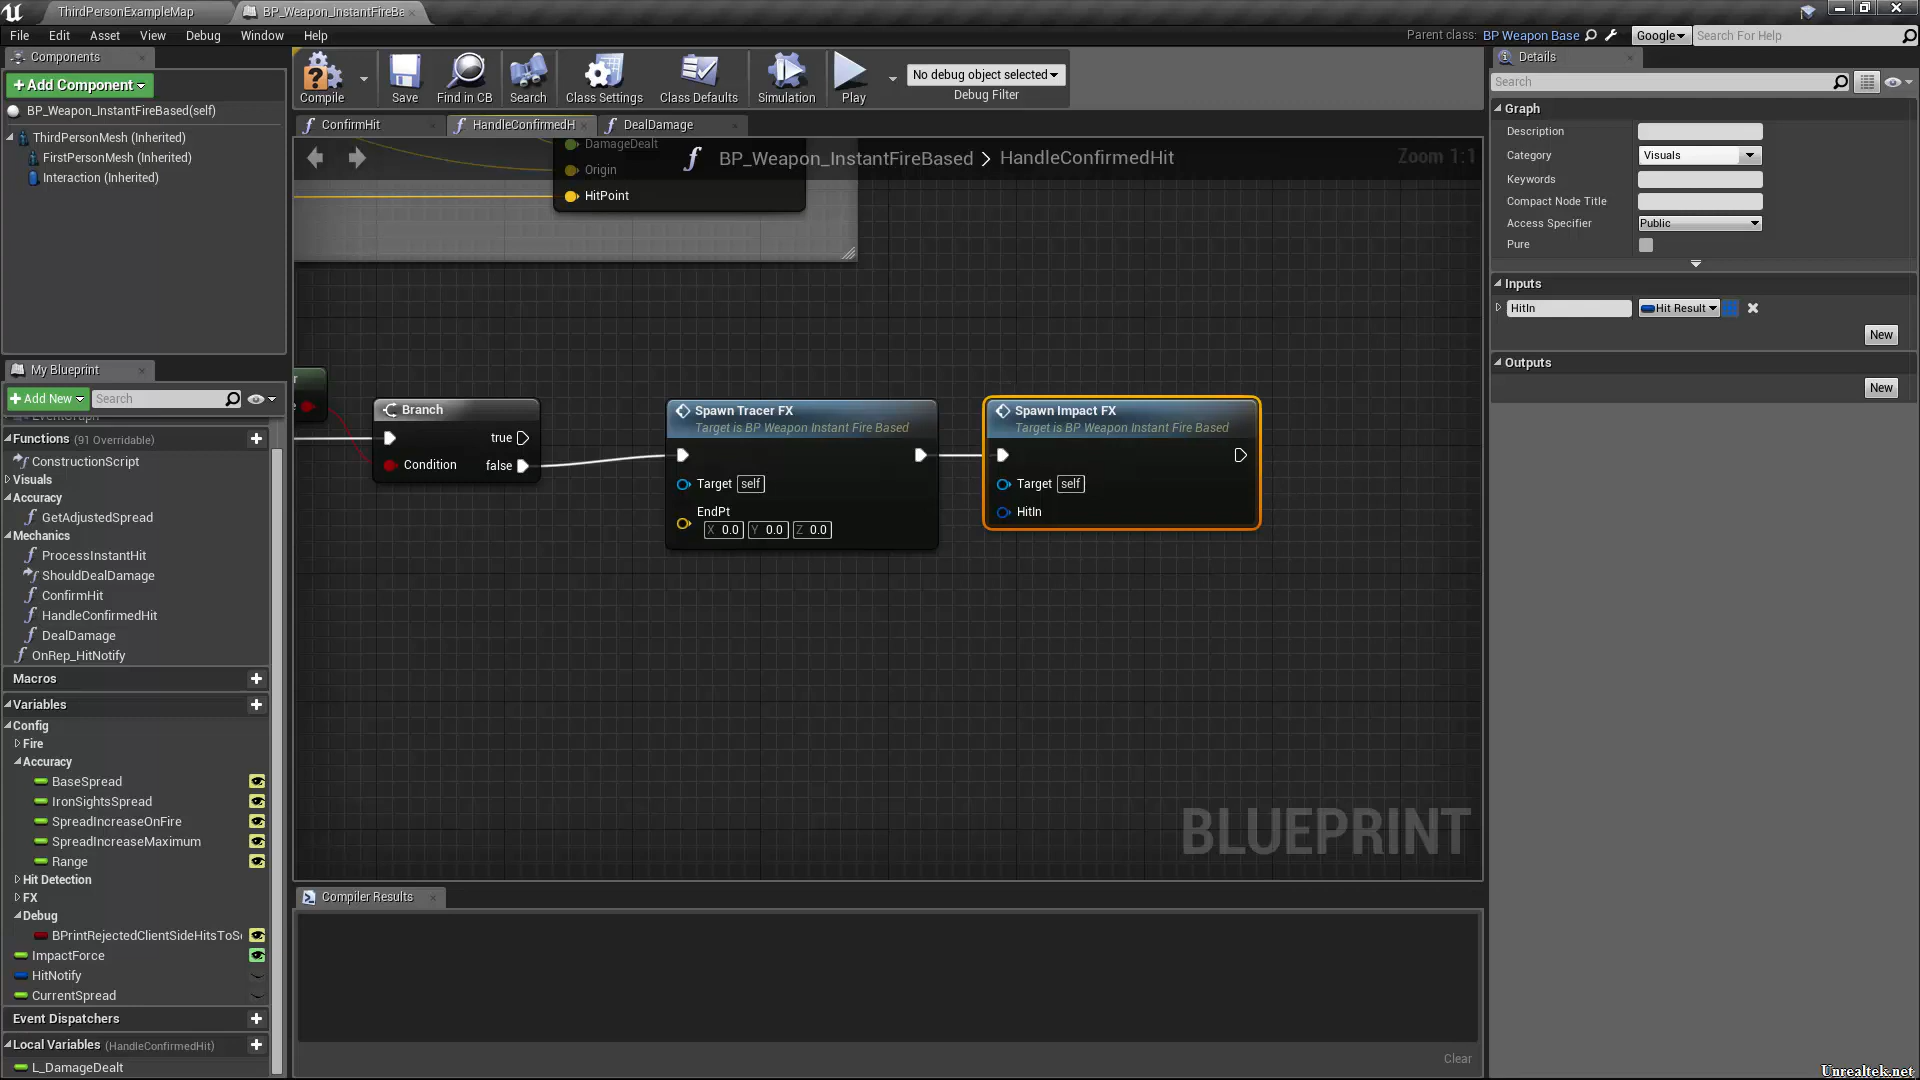 ThirdPersonExampleMap
BP_Weapon_InstantFireBa
File Edit Asset View Debug Window Help
Parent class: BP Weapon Base
Google
Search For Help
Components
+Add Component
BP_Weapon_InstantFireBased(self)
ThirdPersonMesh (Inherited)
FirstPersonMesh (Inherited)
Interaction (Inherited)
Compile
Save
Find in CB
Search
Class Settings
Class Defaults
Simulation
Play
No debug object selected
Debug Filter
ConfirmHit
HandleConfirmedH
DealDamage
BP_Weapon_InstantFireBased > HandleConfirmedHit
Zoom 1:1
DamageDealt
Origin
HitPoint
r
Branch
true
Condition
false
Spawn Tracer FX
Target is BP Weapon Instant Fire Based
Target self
EndPt
X 0.0 Y 0.0 Z 0.0
Spawn Impact FX
Target is BP Weapon Instant Fire Based
Target self
HitIn
BLUEPRINT
My Blueprint
+Add New
Search
EventGraph
Functions (91 Overridable)
ConstructionScript
Visuals
Accuracy
GetAdjustedSpread
Mechanics
ProcessInstantHit
ShouldDealDamage
ConfirmHit
HandleConfirmedHit
DealDamage
OnRep_HitNotify
Macros
Variables
Config
Fire
Accuracy
BaseSpread
IronSightsSpread
SpreadIncreaseOnFire
SpreadIncreaseMaximum
Range
Hit Detection
FX
Debug
BPrintRejectedClientSideHitsToS
ImpactForce
HitNotify
CurrentSpread
Event Dispatchers
Local Variables (HandleConfirmedHit)
L_DamageDealt
Compiler Results
Clear
Details
Search
Graph
Description
Category Visuals
Keywords
Compact Node Title
Access Specifier Public
Pure
Inputs
HitIn Hit Result
New
Outputs
New
Unrealtek.net